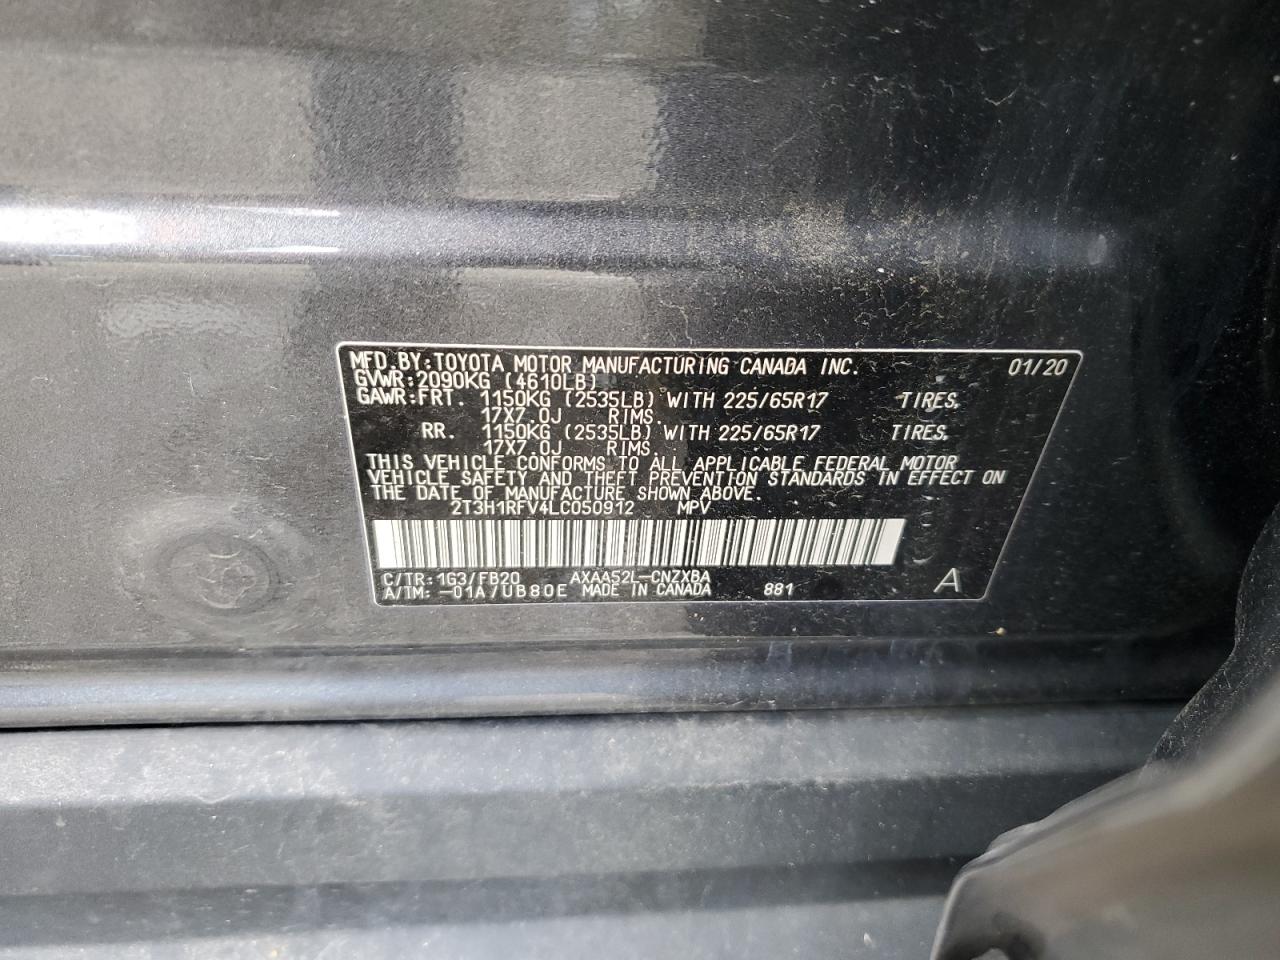 MFD.BY:TOYOTA MOTOR MANUFACTURING CANADA INC. 01/20
GVWR:2090KG (4610LB)
GAWR:FRT. 1150KG (2535LB) WITH 225/65R17 TIRES,
17X7.0J RIMS.
RR. 1150KG (2535LB) WITH 225/65R17 TIRES,
17X7.0J RIMS.
THIS VEHICLE CONFORMS TO ALL APPLICABLE FEDERAL MOTOR
VEHICLE SAFETY AND THEFT PREVENTION STANDARDS IN EFFECT ON
THE DATE OF MANUFACTURE SHOWN ABOVE.
2T3H1RFV4LC050912 MPV
C/TR:1G3/FB20 AXAA52L-CNZXBA
A/TM: -01A/UB80E MADE IN CANADA 881 A